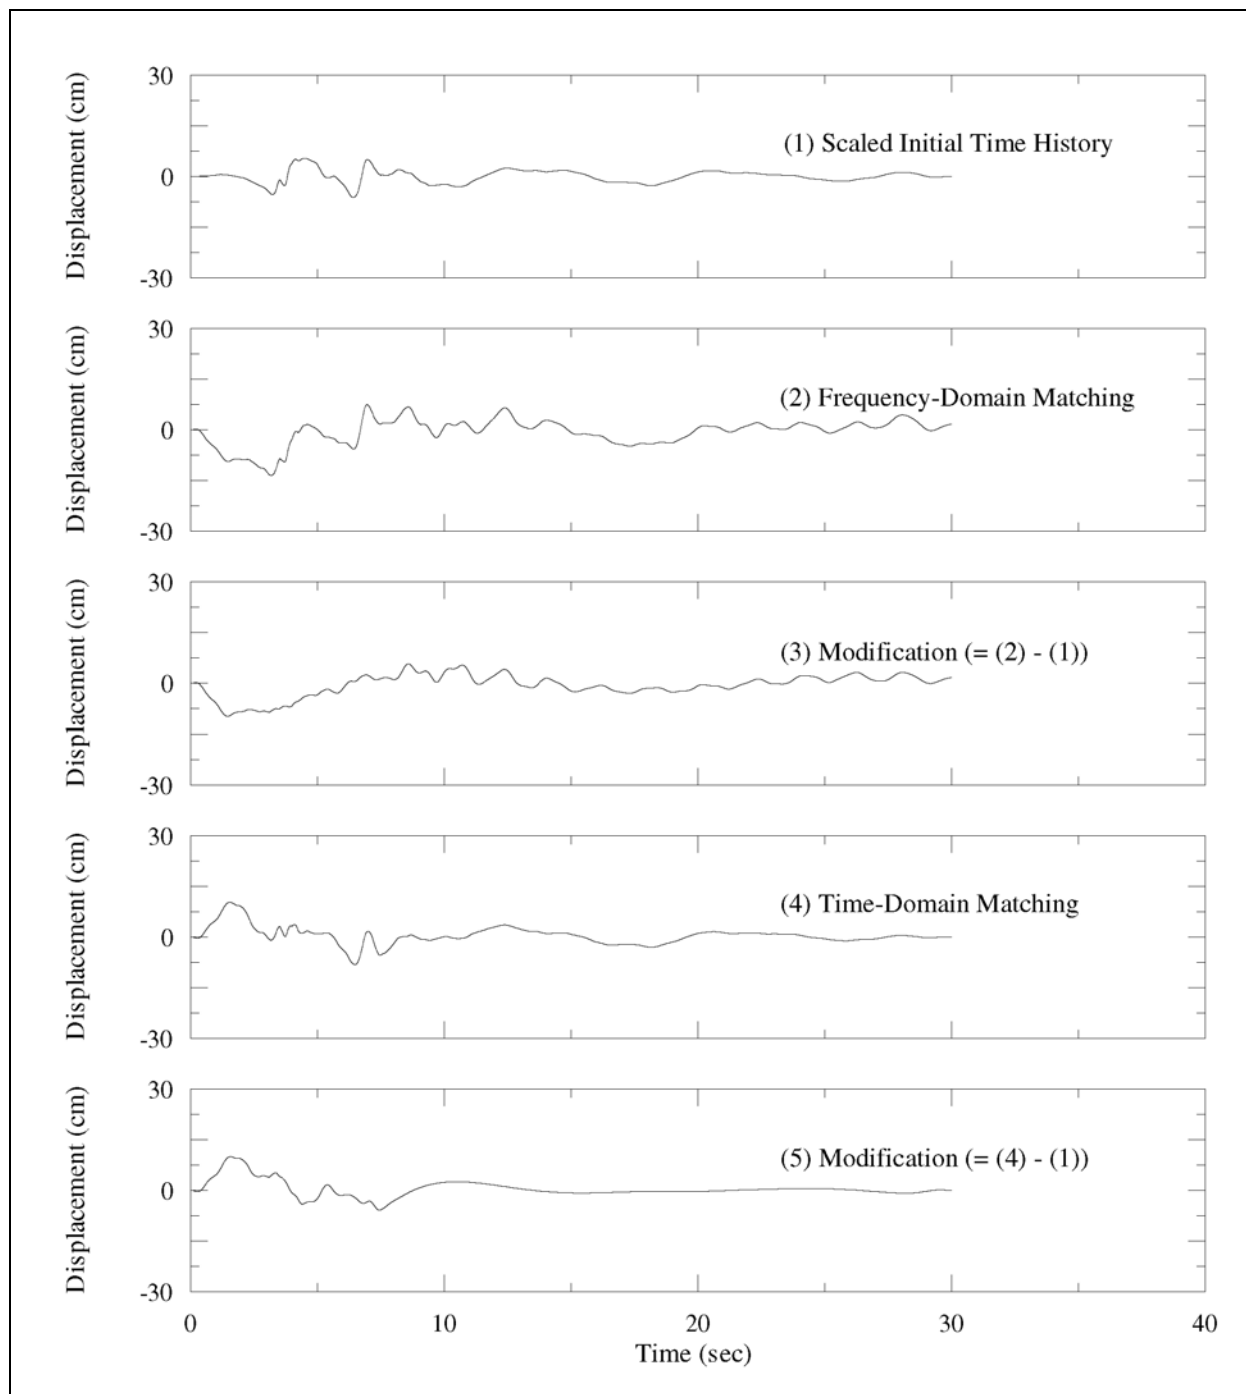 Displacement (cm)
30
0
-30
(1) Scaled Initial Time History
Displacement (cm)
30
0
-30
(2) Frequency-Domain Matching
Displacement (cm)
30
0
-30
(3) Modification (= (2) - (1))
Displacement (cm)
30
0
-30
(4) Time-Domain Matching
Displacement (cm)
30
0
-30
(5) Modification (= (4) - (1))
0 10 20 30 40
Time (sec)